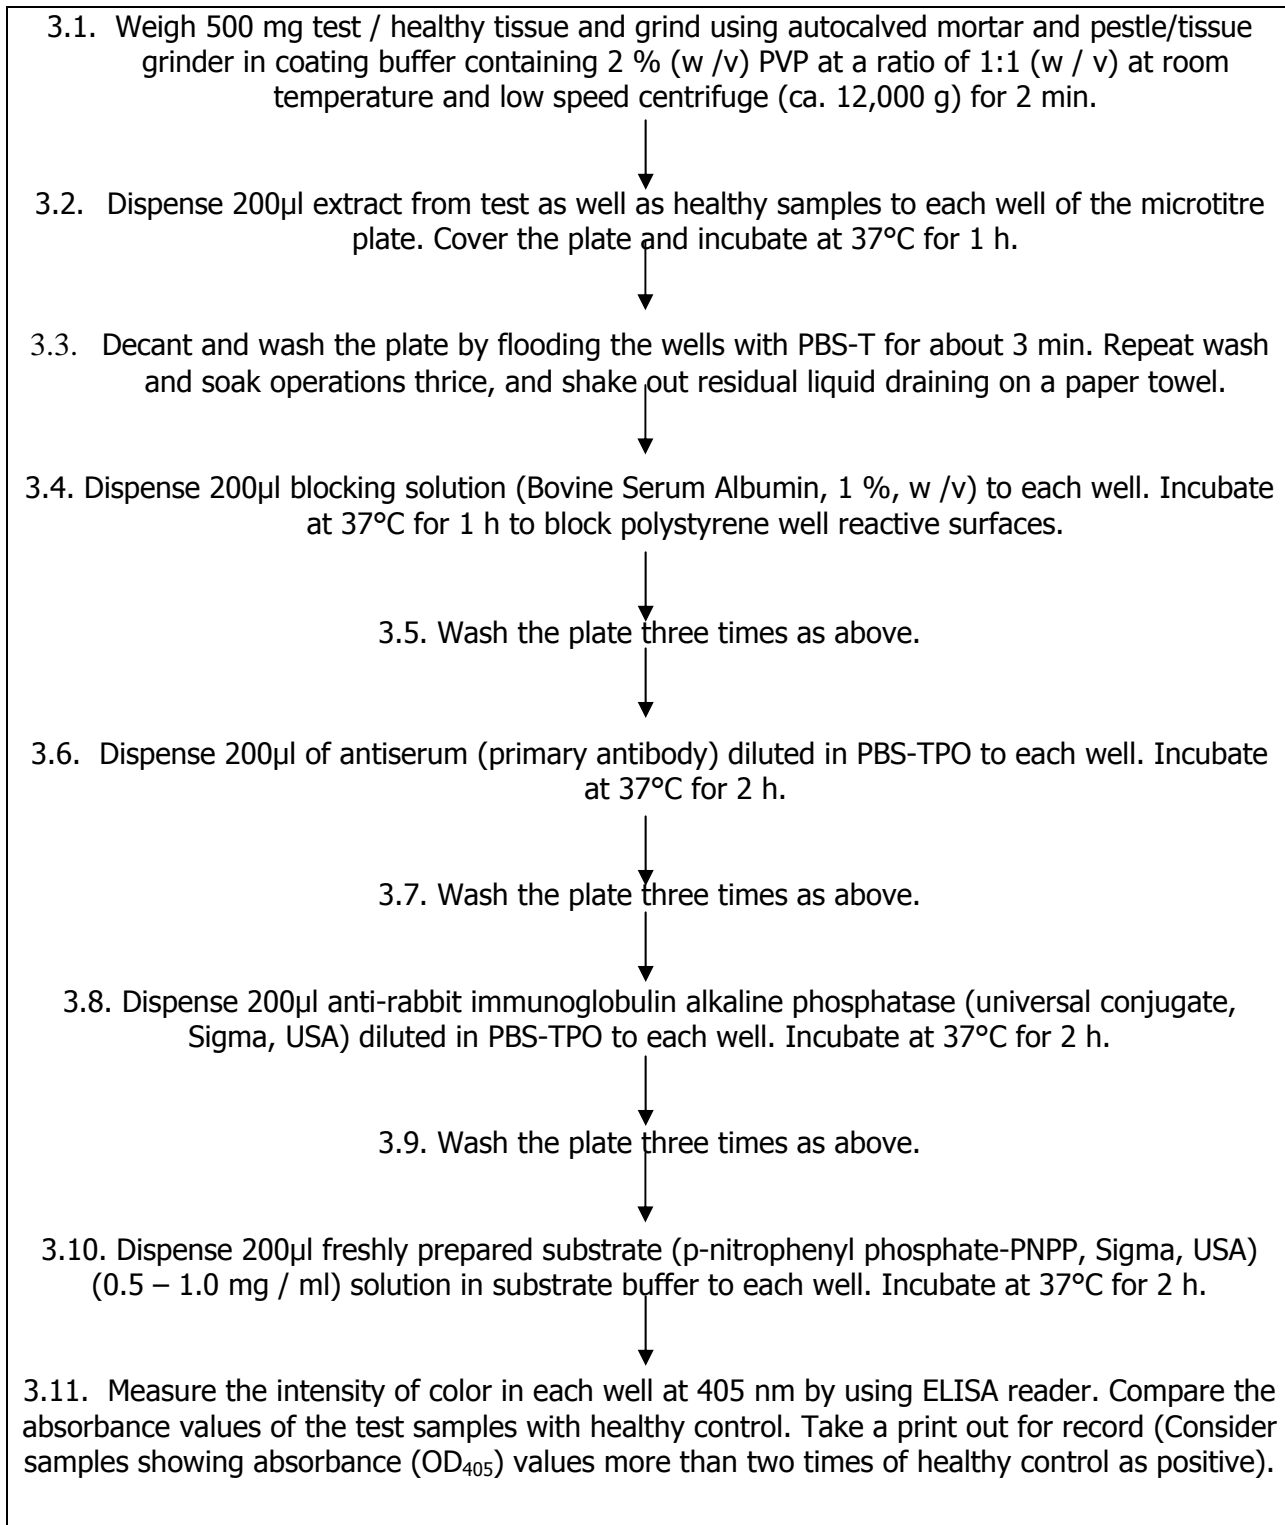 3.1. Weigh 500 mg test / healthy tissue and grind using autocalved mortar and pestle/tissue
grinder in coating buffer containing 2 % (w /v) PVP at a ratio of 1:1 (w / v) at room
temperature and low speed centrifuge (ca. 12,000 g) for 2 min.
3.2. Dispense 200µl extract from test as well as healthy samples to each well of the microtitre
plate. Cover the plate and incubate at 37°C for 1 h.
3.3. Decant and wash the plate by flooding the wells with PBS-T for about 3 min. Repeat wash
and soak operations thrice, and shake out residual liquid draining on a paper towel.
3.4. Dispense 200µl blocking solution (Bovine Serum Albumin, 1 %, w /v) to each well. Incubate
at 37°C for 1 h to block polystyrene well reactive surfaces.
3.5. Wash the plate three times as above.
3.6. Dispense 200µl of antiserum (primary antibody) diluted in PBS-TPO to each well. Incubate
at 37°C for 2 h.
3.7. Wash the plate three times as above.
3.8. Dispense 200µl anti-rabbit immunoglobulin alkaline phosphatase (universal conjugate,
Sigma, USA) diluted in PBS-TPO to each well. Incubate at 37°C for 2 h.
3.9. Wash the plate three times as above.
3.10. Dispense 200µl freshly prepared substrate (p-nitrophenyl phosphate-PNPP, Sigma, USA)
(0.5 – 1.0 mg / ml) solution in substrate buffer to each well. Incubate at 37°C for 2 h.
3.11. Measure the intensity of color in each well at 405 nm by using ELISA reader. Compare the
absorbance values of the test samples with healthy control. Take a print out for record (Consider
samples showing absorbance (OD₄₀₅) values more than two times of healthy control as positive).